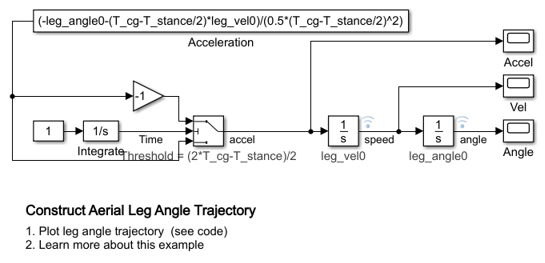 (-leg_angle0-(T_cg-T_stance/2)*leg_vel0)/(0.5*(T_cg-T_stance/2)^2)
Acceleration
Accel
-1
Vel
1
1/s
Time
accel
1
s
speed
1
s
angle
Integrate
Threshold = (2*T_cg-T_stance)/2
leg_vel0
leg_angle0
Angle
Construct Aerial Leg Angle Trajectory
1. Plot leg angle trajectory (see code)
2. Learn more about this example